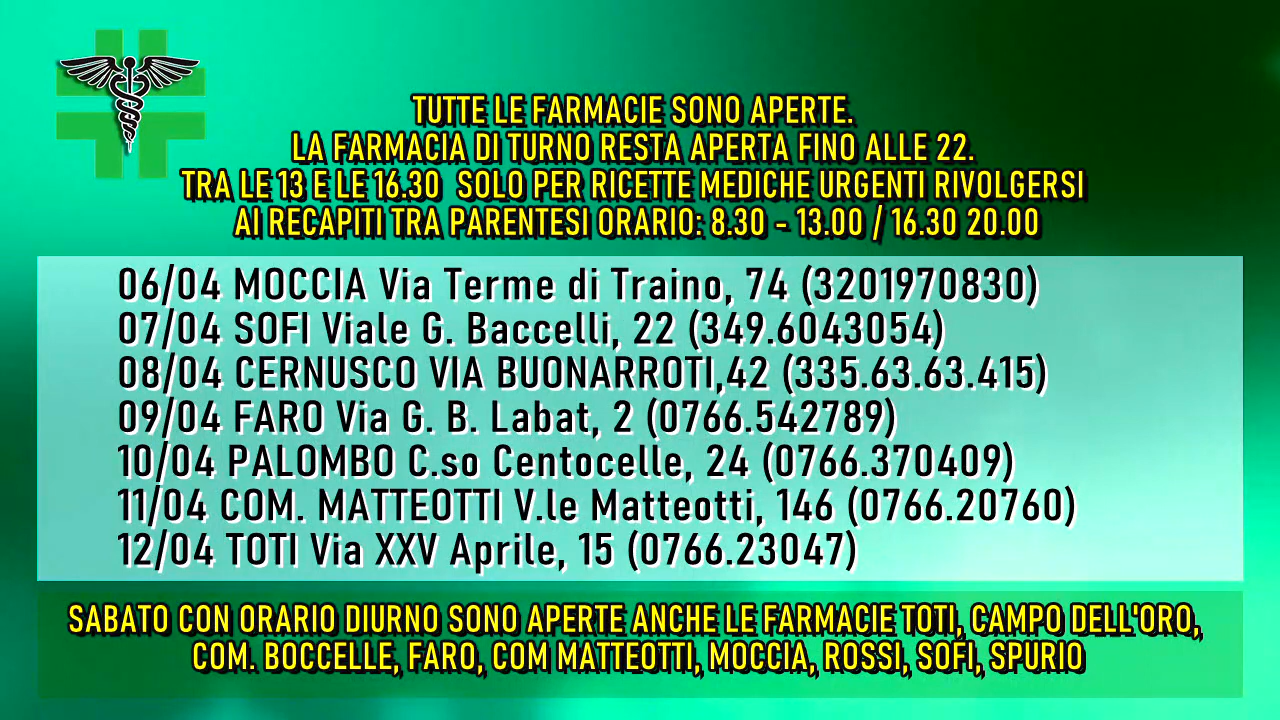 TUTTE LE FARMACIE SONO APERTE.
LA FARMACIA DI TURNO RESTA APERTA FINO ALLE 22.
TRA LE 13 E LE 16.30 SOLO PER RICETTE MEDICHE URGENTI RIVOLGERSI
AI RECAPITI TRA PARENTESI ORARIO: 8.30 - 13.00 / 16.30 20.00
06/04 MOCCIA Via Terme di Traino, 74 (3201970830)
07/04 SOFI Viale G. Baccelli, 22 (349.6043054)
08/04 CERNUSCO VIA BUONARROTI,42 (335.63.63.415)
09/04 FARO Via G. B. Labat, 2 (0766.542789)
10/04 PALOMBO C.so Centocelle, 24 (0766.370409)
11/04 COM. MATTEOTTI V.le Matteotti, 146 (0766.20760)
12/04 TOTI Via XXV Aprile, 15 (0766.23047)
SABATO CON ORARIO DIURNO SONO APERTE ANCHE LE FARMACIE TOTI, CAMPO DELL'ORO,
COM. BOCCELLE, FARO, COM MATTEOTTI, MOCCIA, ROSSI, SOFI, SPURIO